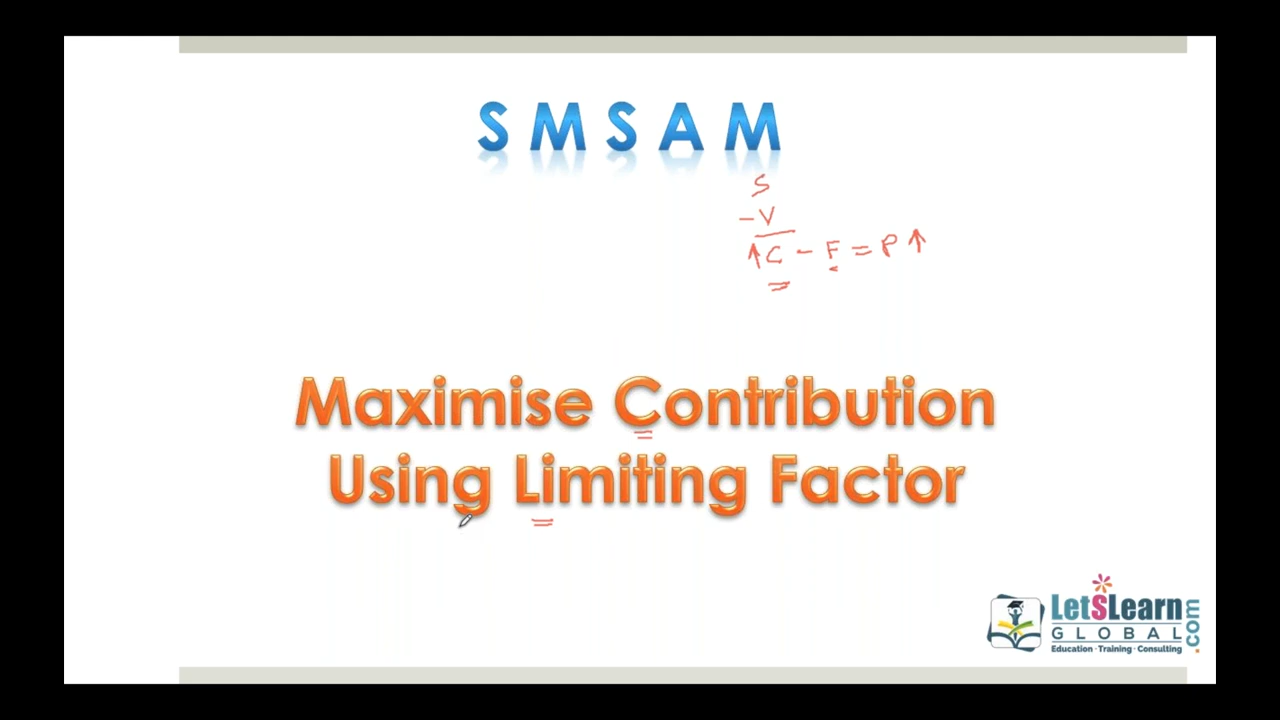 S M S A M
S
- V
↑ C - F = P ↑
Maximise Contribution
Using Limiting Factor
LetSLearn
GLOBAL
.com
Education · Training · Consulting